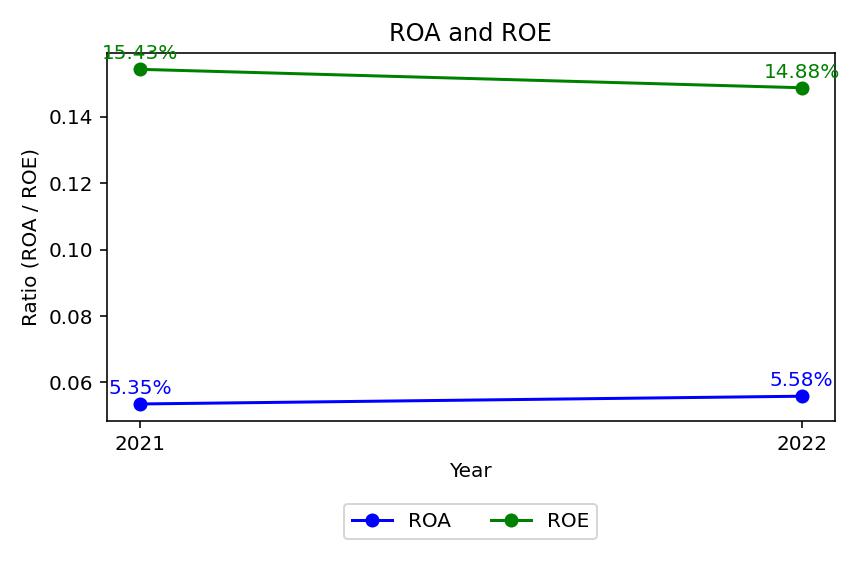 ROA and ROE
15.43%
14.88%
0.14
0.12
0.10
0.08
0.06
Ratio (ROA / ROE)
5.35%
5.58%
2021
2022
Year
ROA
ROE